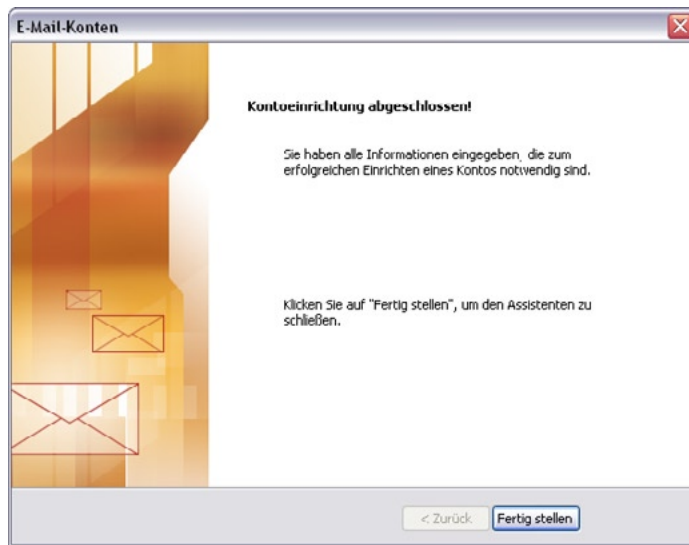 E-Mail-Konten
Kontoeinrichtung abgeschlossen!
Sie haben alle Informationen eingegeben, die zum
erfolgreichen Einrichten eines Kontos notwendig sind.
Klicken Sie auf "Fertig stellen", um den Assistenten zu
schließen.
< Zurück
Fertig stellen